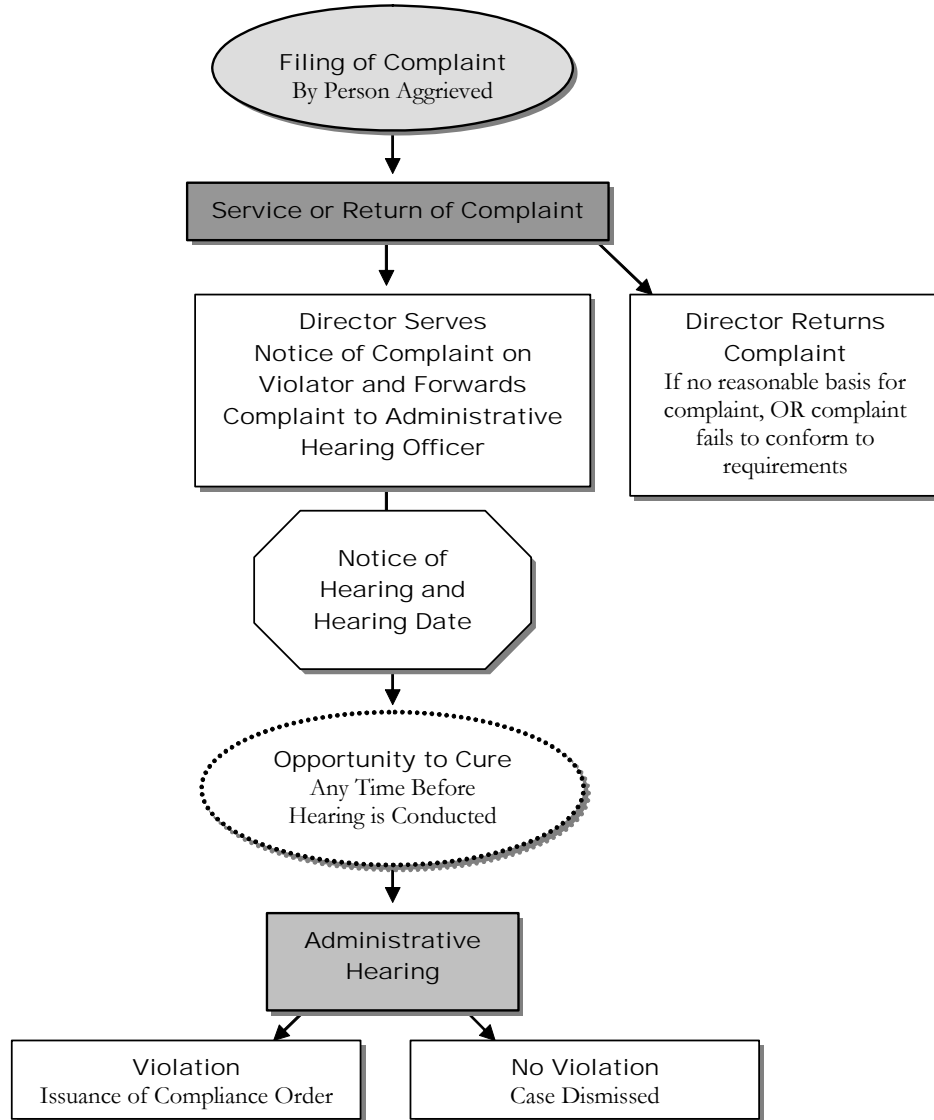 Filing of Complaint
By Person Aggrieved
Service or Return of Complaint
Director Serves
Notice of Complaint on
Violator and Forwards
Complaint to Administrative
Hearing Officer
Director Returns
Complaint
If no reasonable basis for
complaint, OR complaint
fails to conform to
requirements
Notice of
Hearing and
Hearing Date
Opportunity to Cure
Any Time Before
Hearing is Conducted
Administrative
Hearing
Violation
Issuance of Compliance Order
No Violation
Case Dismissed